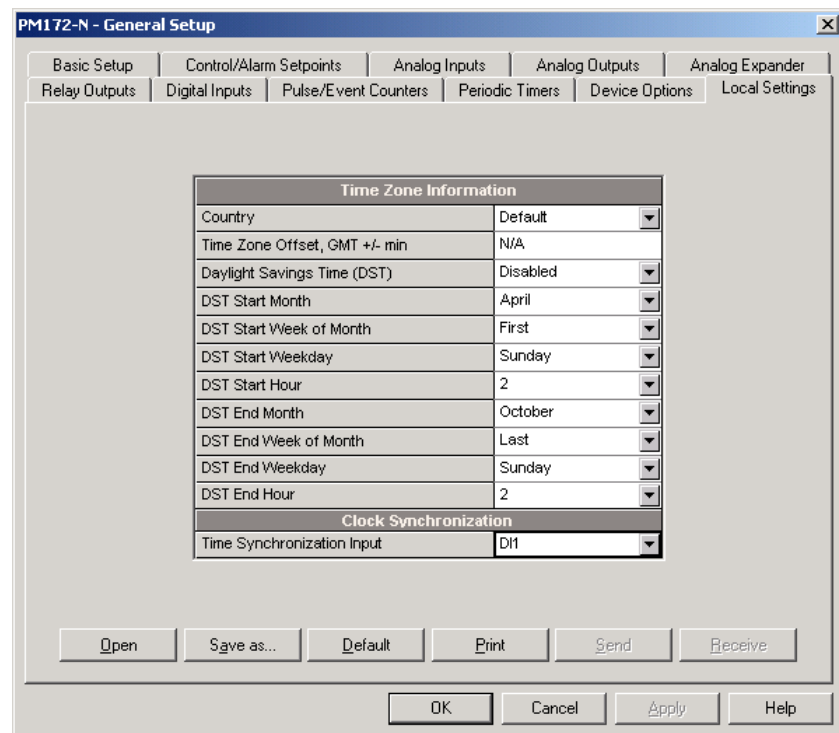 PM172-N - General Setup
Basic Setup Control/Alarm Setpoints Analog Inputs Analog Outputs Analog Expander
Relay Outputs Digital Inputs Pulse/Event Counters Periodic Timers Device Options Local Settings
Time Zone Information
Country Default
Time Zone Offset, GMT +/- min N/A
Daylight Savings Time (DST) Disabled
DST Start Month April
DST Start Week of Month First
DST Start Weekday Sunday
DST Start Hour 2
DST End Month October
DST End Week of Month Last
DST End Weekday Sunday
DST End Hour 2
Clock Synchronization
Time Synchronization Input DI1
Open Save as... Default Print Send Receive
OK Cancel Apply Help